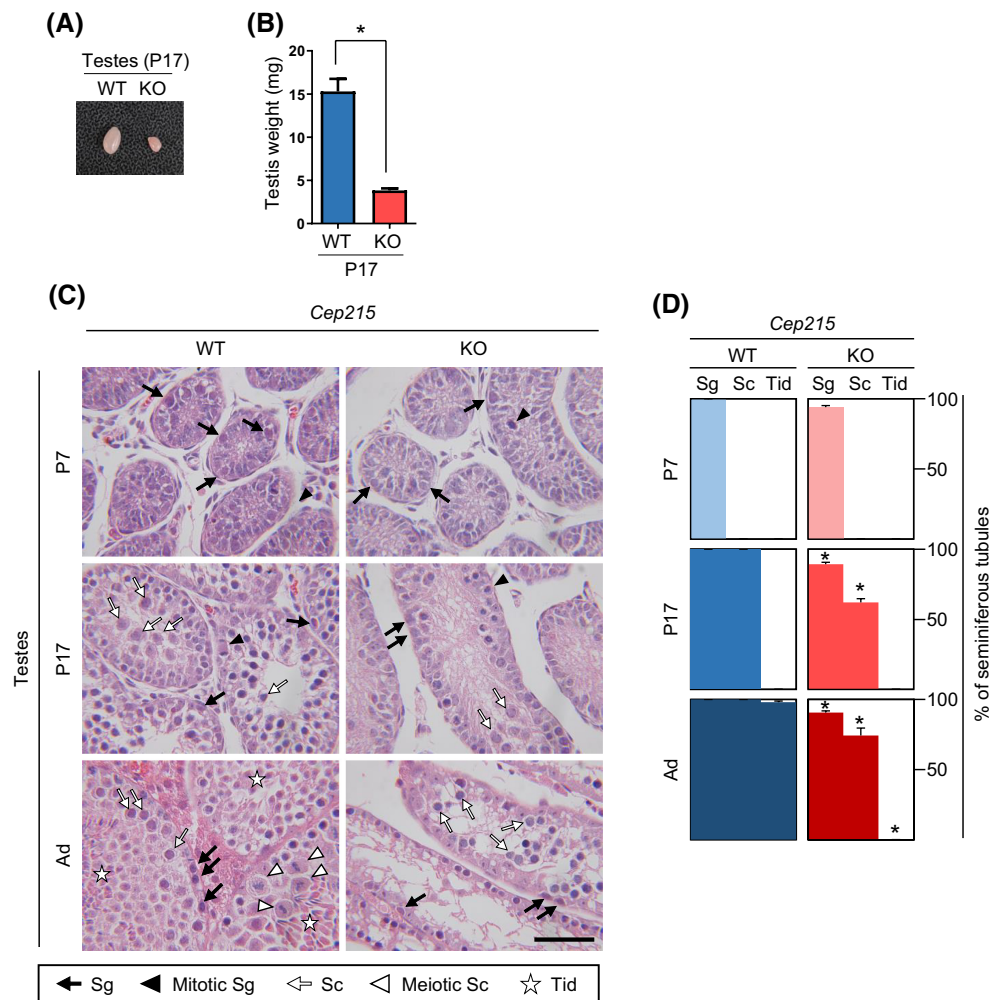 (A)
Testes (P17)
WT KO
(B)
*
Testis weight (mg)
20
15
10
5
0
WT KO
P17
(C)
Cep215
WT KO
Testes
P7
P17
Ad
Sg Mitotic Sg Sc Meiotic Sc Tid
(D)
Cep215
WT KO
Sg Sc Tid Sg Sc Tid
P7
100
50
P17
* *
100
50
Ad
* * *
100
50
% of seminiferous tubules